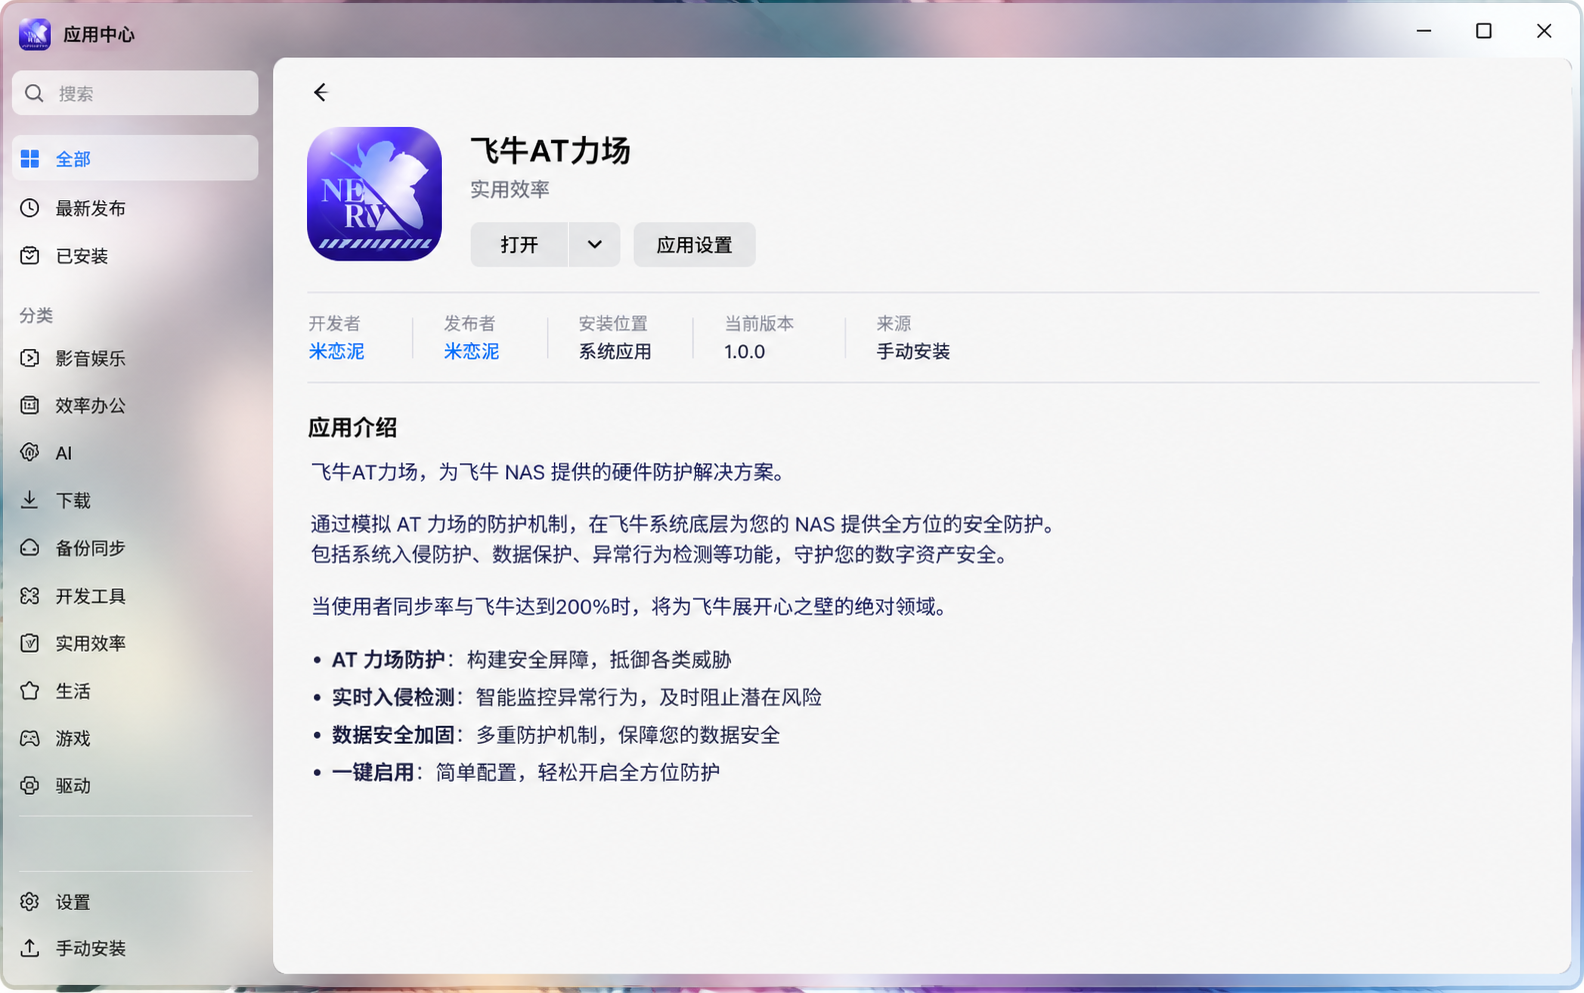 应用中心
搜索
全部
最新发布
已安装
分类
影音娱乐
效率办公
AI
下载
备份同步
开发工具
实用效率
生活
游戏
驱动
设置
手动安装
NE
RV
飞牛AT力场
实用效率
打开
应用设置
开发者
米恋泥
发布者
米恋泥
安装位置
系统应用
当前版本
1.0.0
来源
手动安装
应用介绍
飞牛AT力场，为飞牛 NAS 提供的硬件防护解决方案。
通过模拟 AT 力场的防护机制，在飞牛系统底层为您的 NAS 提供全方位的安全防护。
包括系统入侵防护、数据保护、异常行为检测等功能，守护您的数字资产安全。
当使用者同步率与飞牛达到200%时，将为飞牛展开心之壁的绝对领域。
• AT 力场防护：构建安全屏障，抵御各类威胁
• 实时入侵检测：智能监控异常行为，及时阻止潜在风险
• 数据安全加固：多重防护机制，保障您的数据安全
• 一键启用：简单配置，轻松开启全方位防护